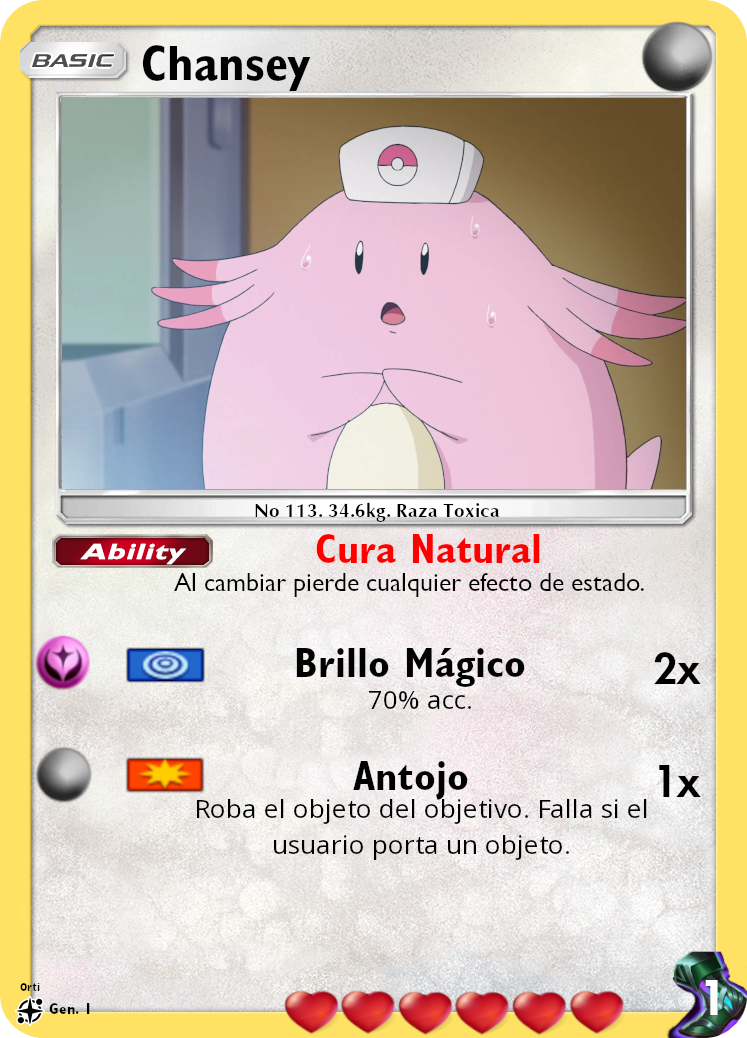 BASIC Chansey
No 113. 34.6kg. Raza Toxica
Ability Cura Natural
Al cambiar pierde cualquier efecto de estado.
Brillo Mágico 2x
70% acc.
Antojo 1x
Roba el objeto del objetivo. Falla si el
usuario porta un objeto.
Orti
Gen. I
1